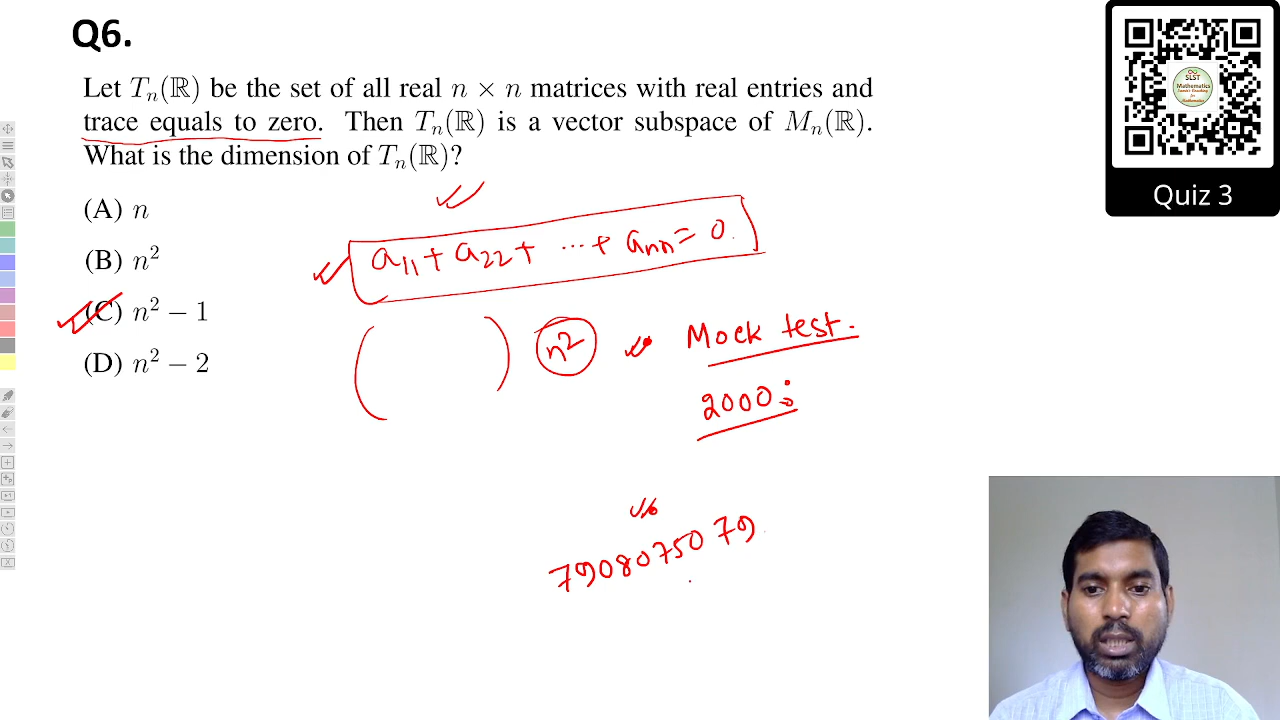 Q6.
Let Tₙ(ℝ) be the set of all real n × n matrices with real entries and
trace equals to zero. Then Tₙ(ℝ) is a vector subspace of Mₙ(ℝ).
What is the dimension of Tₙ(ℝ)?
(A) n
(B) n²
(C) n² − 1
(D) n² − 2
a₁₁ + a₂₂ + ··· + aₙₙ = 0.
( ) n²
Mock test.
2000
7908075079
SLST
Mathematics
Quiz 3